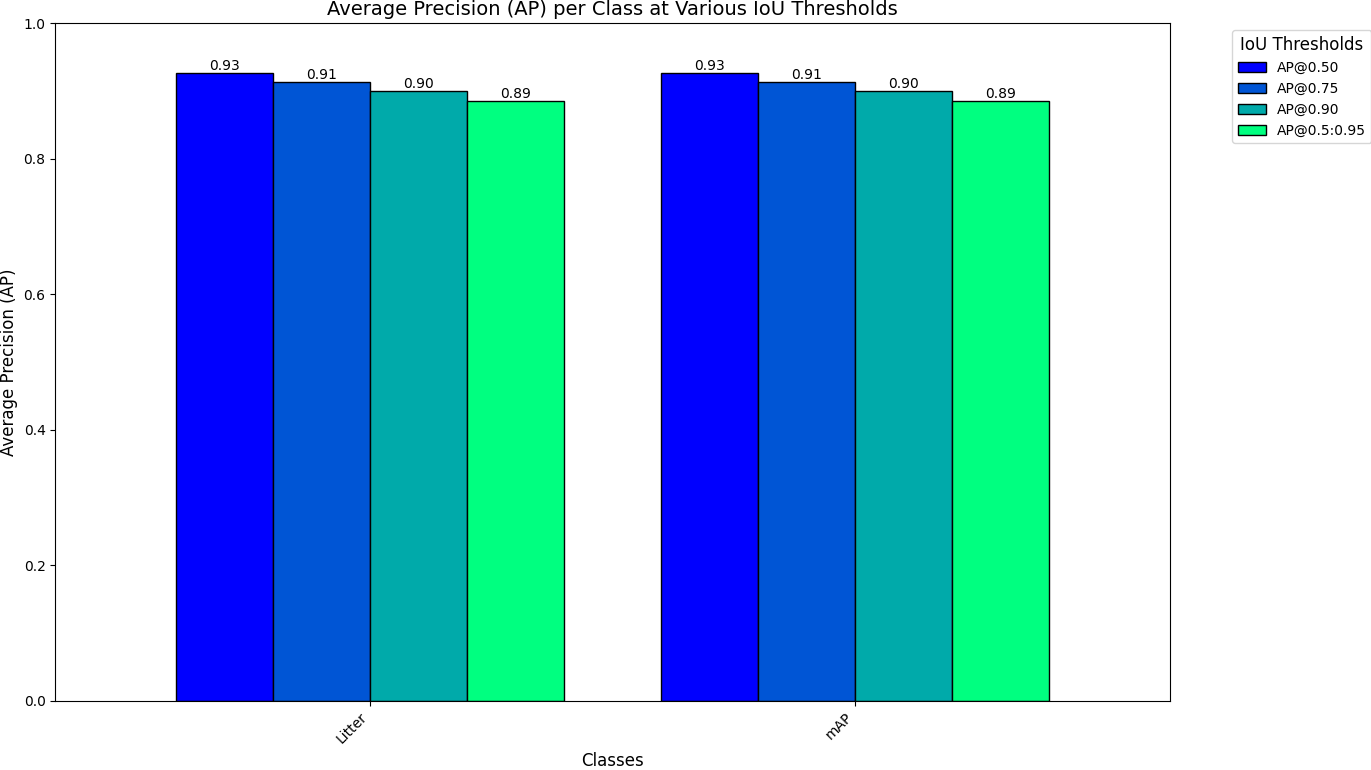 Average Precision (AP) per Class at Various IoU Thresholds
1.0
0.8
0.6
0.4
0.2
0.0
Average Precision (AP)
0.93
0.91
0.90
0.89
0.93
0.91
0.90
0.89
Litter
mAP
Classes
IoU Thresholds
AP@0.50
AP@0.75
AP@0.90
AP@0.5:0.95